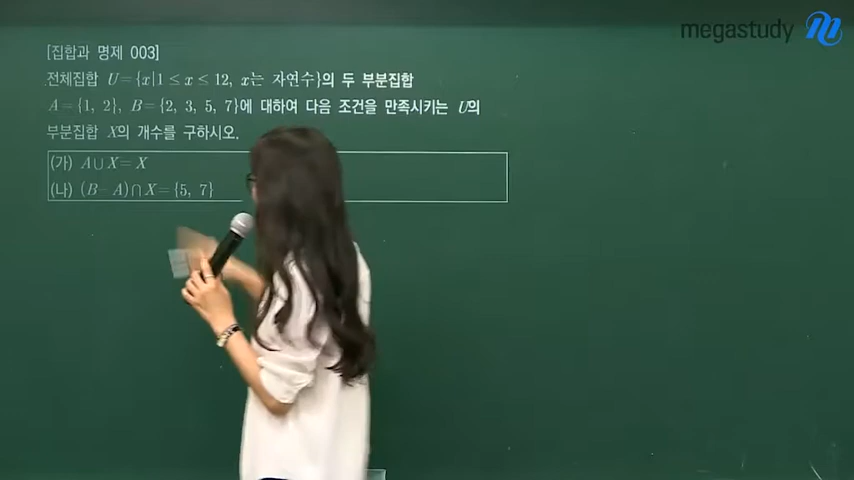 megastudy
[집합과 명제 003]
전체집합 U={x|1≤x≤12, x는 자연수}의 두 부분집합
A={1, 2}, B={2, 3, 5, 7}에 대하여 다음 조건을 만족시키는 U의
부분집합 X의 개수를 구하시오.
(가) A∪X=X
(나) (B-A)∩X={5, 7}